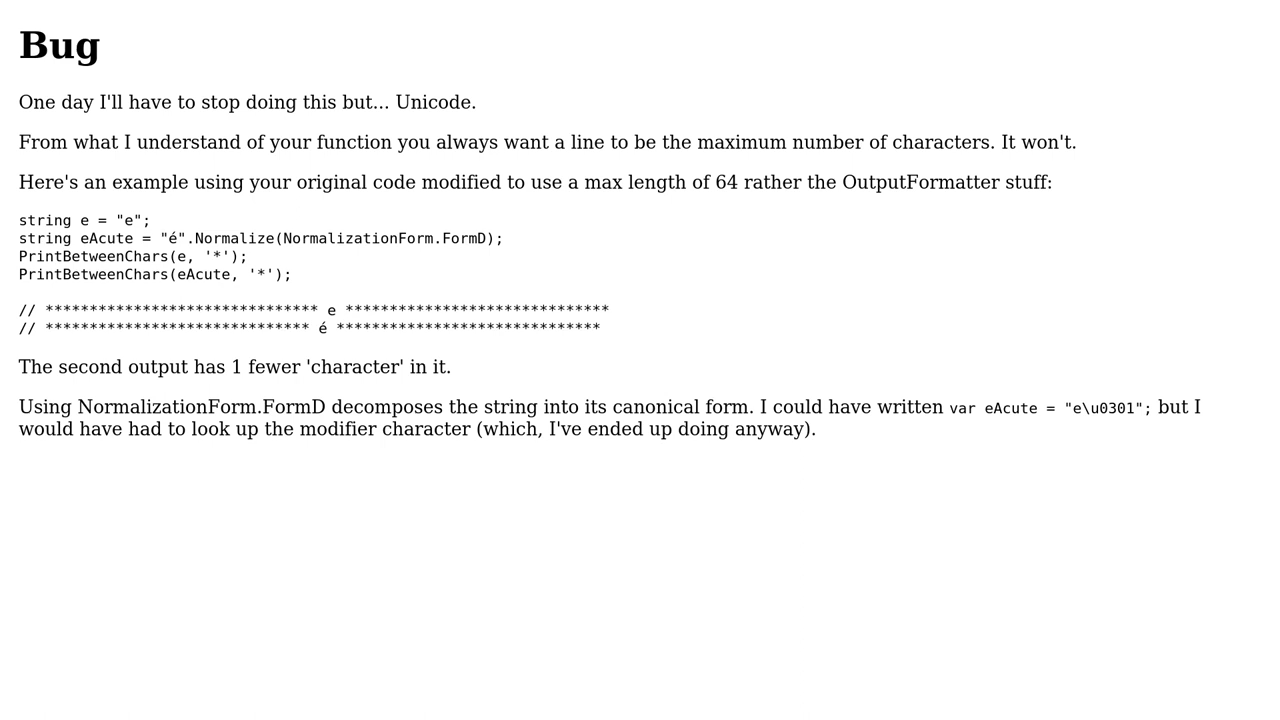 Bug
One day I'll have to stop doing this but... Unicode.
From what I understand of your function you always want a line to be the maximum number of characters. It won't.
Here's an example using your original code modified to use a max length of 64 rather the OutputFormatter stuff:
string e = "e";
string eAcute = "é".Normalize(NormalizationForm.FormD);
PrintBetweenChars(e, '*');
PrintBetweenChars(eAcute, '*');
// ******************************* e ******************************
// ****************************** é ******************************
The second output has 1 fewer 'character' in it.
Using NormalizationForm.FormD decomposes the string into its canonical form. I could have written var eAcute = "e\u0301"; but I
would have had to look up the modifier character (which, I've ended up doing anyway).